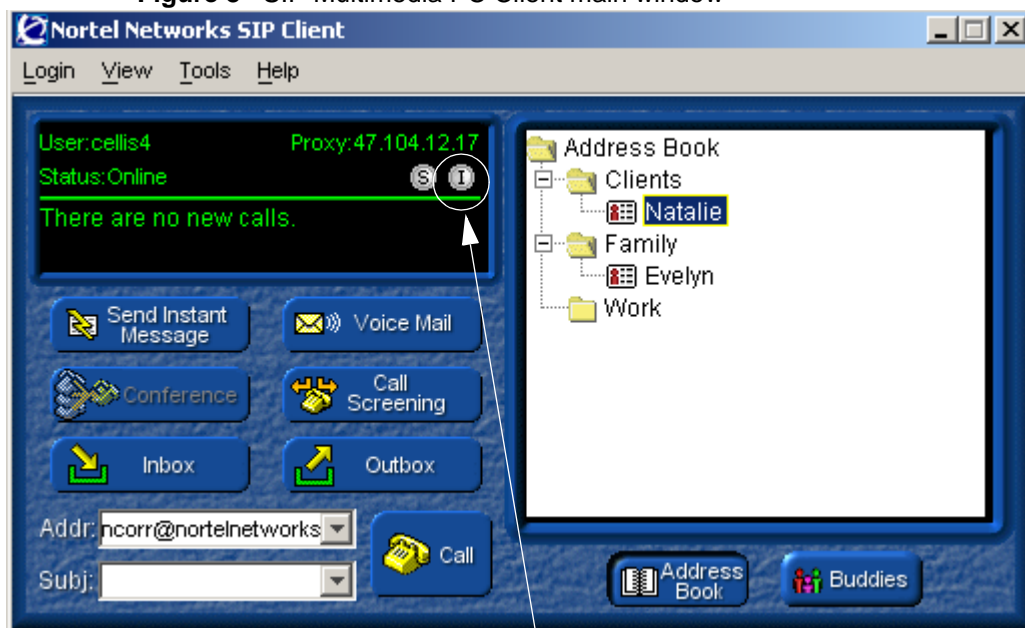 Nortel Networks SIP Client
Login View Tools Help
User:cellis4 Proxy:47.104.12.17
Status:Online S I
There are no new calls.
Send Instant
Message
Voice Mail
Conference
Call
Screening
Inbox
Outbox
Addr: ncorr@nortelnetworks
Subj:
Call
Address Book
Clients
Natalie
Family
Evelyn
Work
Address
Book
Buddies